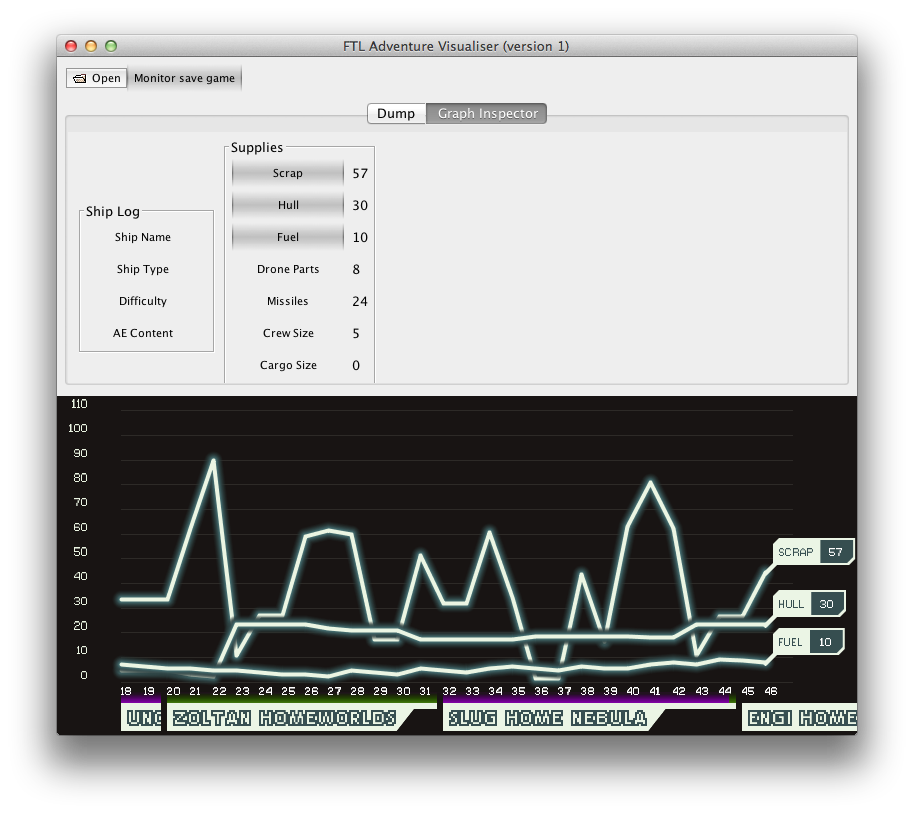 FTL Adventure Visualiser (version 1)
Open Monitor save game
Dump Graph Inspector
Supplies
Scrap 57
Hull 30
Fuel 10
Drone Parts 8
Missiles 24
Crew Size 5
Cargo Size 0
Ship Log
Ship Name
Ship Type
Difficulty
AE Content
110
100
90
80
70
60
50
40
30
20
10
0
SCRAP 57
HULL 30
FUEL 10
18 19 20 21 22 23 24 25 26 27 28 29 30 31 32 33 34 35 36 37 38 39 40 41 42 43 44 45 46
UNC ZOLTAN HOMEWORLDS SLUG HOME NEBULA ENGI HOME